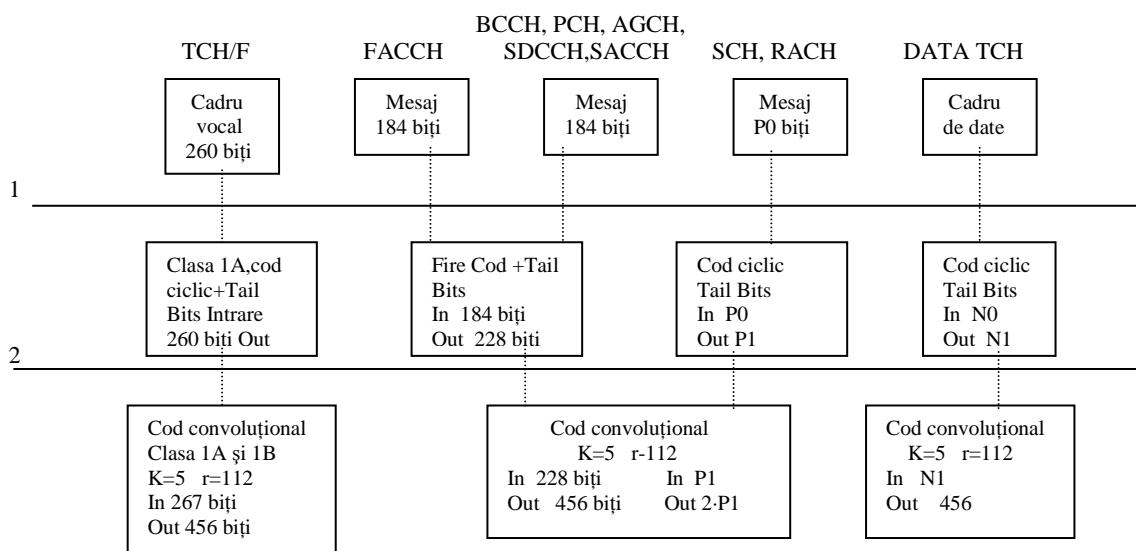 BCCH, PCH, AGCH,
TCH/F FACCH SDCCH,SACCH SCH, RACH DATA TCH
Cadru
vocal
260 biți
Mesaj
184 biți
Mesaj
184 biți
Mesaj
P0 biți
Cadru
de date
1
Clasa 1A,cod
ciclic+Tail
Bits Intrare
260 biți Out
Fire Cod +Tail
Bits
In 184 biți
Out 228 biti
Cod ciclic
Tail Bits
In P0
Out P1
Cod ciclic
Tail Bits
In N0
Out N1
2
Cod convoluțional
Clasa 1A și 1B
K=5 r=112
In 267 biți
Out 456 biți
Cod convoluțional
K=5 r-112
In 228 biți In P1
Out 456 biți Out 2·P1
Cod convoluțional
K=5 r=112
In N1
Out 456